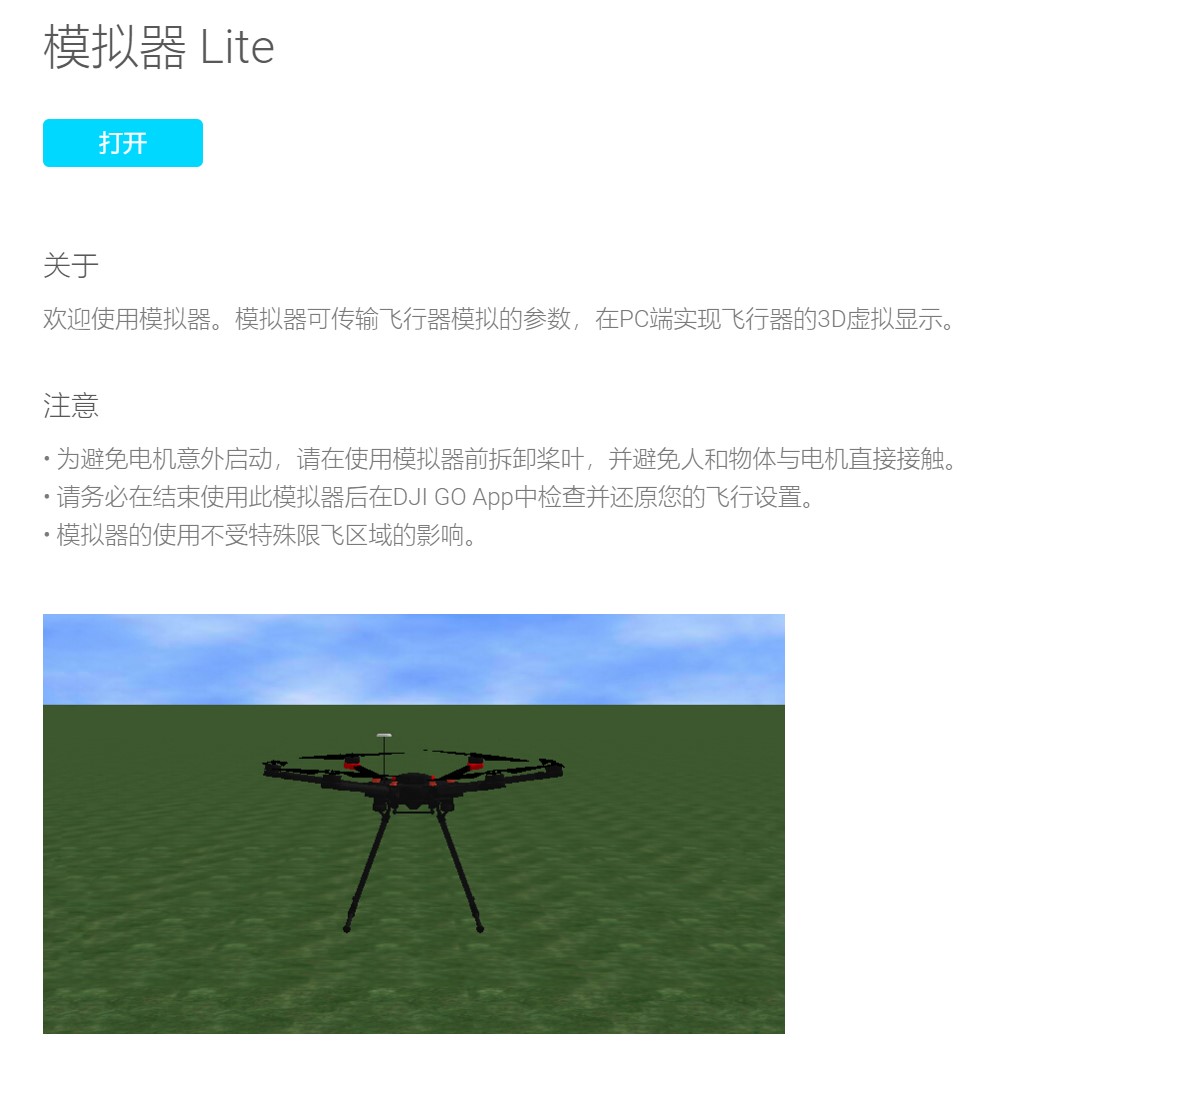 模拟器 Lite
打开
关于
欢迎使用模拟器。模拟器可传输飞行器模拟的参数，在PC端实现飞行器的3D虚拟显示。
注意
• 为避免电机意外启动，请在使用模拟器前拆卸桨叶，并避免人和物体与电机直接接触。
• 请务必在结束使用此模拟器后在DJI GO App中检查并还原您的飞行设置。
• 模拟器的使用不受特殊限飞区域的影响。